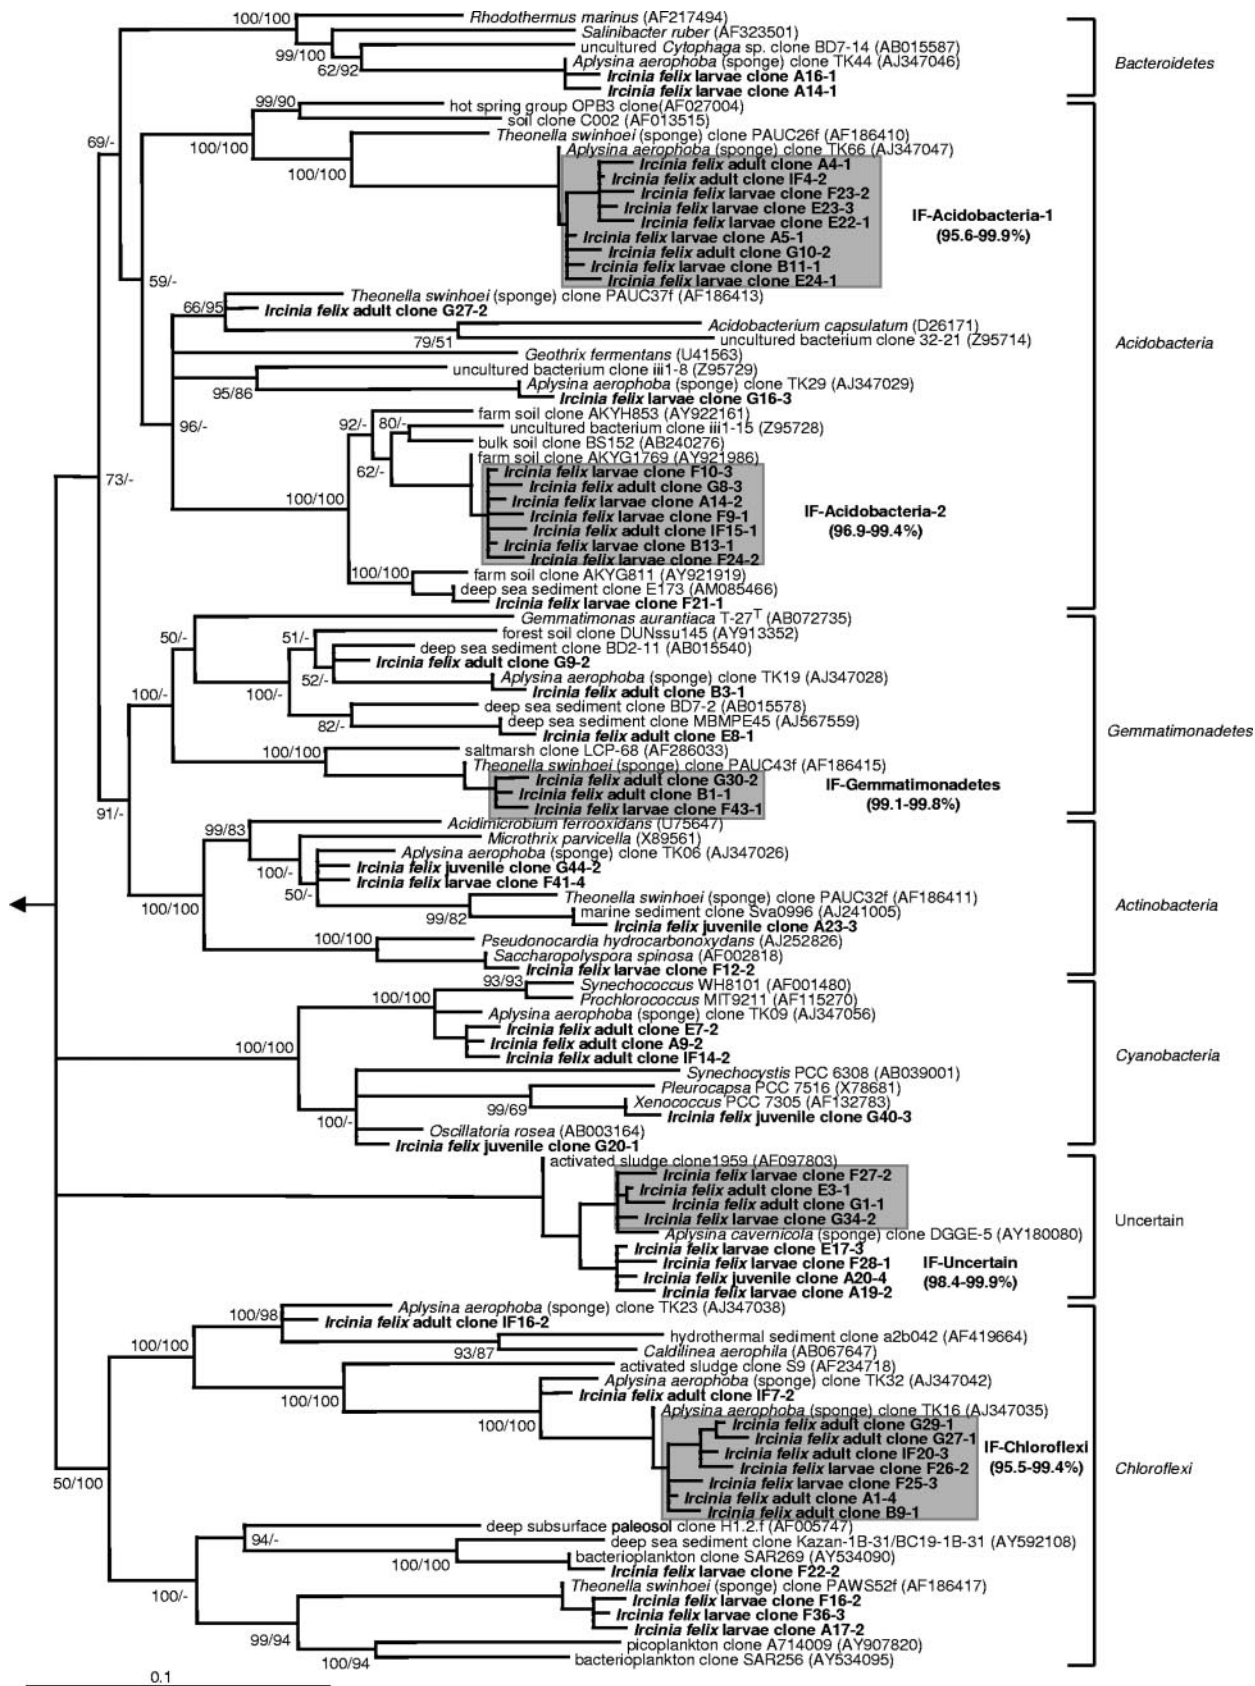 100/100
Rhodothermus marinus (AF217494)
Salinibacter ruber (AF323501)
99/100
uncultured Cytophaga sp. clone BD7-14 (AB015587)
62/92
Aplysina aerophoba (sponge) clone TK44 (AJ347046)
Ircinia felix larvae clone A16-1
Ircinia felix larvae clone A14-1
Bacteroidetes
69/-
99/90
hot spring group OPB3 clone(AF027004)
soil clone C002 (AF013515)
100/100
Theonella swinhoei (sponge) clone PAUC26f (AF186410)
100/100
Aplysina aerophoba (sponge) clone TK66 (AJ347047)
Ircinia felix adult clone A4-1
Ircinia felix adult clone IF4-2
Ircinia felix larvae clone F23-2
Ircinia felix larvae clone E23-3
Ircinia felix larvae clone E22-1
Ircinia felix larvae clone A5-1
Ircinia felix adult clone G10-2
Ircinia felix larvae clone B11-1
Ircinia felix larvae clone E24-1
IF-Acidobacteria-1
(95.6-99.9%)
59/-
66/95
Theonella swinhoei (sponge) clone PAUC37f (AF186413)
Ircinia felix adult clone G27-2
Acidobacterium capsulatum (D26171)
79/51
uncultured bacterium clone 32-21 (Z95714)
Geothrix fermentans (U41563)
uncultured bacterium clone iii1-8 (Z95729)
95/86
Aplysina aerophoba (sponge) clone TK29 (AJ347029)
Ircinia felix larvae clone G16-3
Acidobacteria
96/-
92/-
farm soil clone AKYH853 (AY922161)
80/-
uncultured bacterium clone iii1-15 (Z95728)
bulk soil clone BS152 (AB240276)
62/-
farm soil clone AKYG1769 (AY921986)
Ircinia felix larvae clone F10-3
Ircinia felix adult clone G8-3
Ircinia felix larvae clone A14-2
Ircinia felix larvae clone F9-1
Ircinia felix adult clone IF15-1
Ircinia felix larvae clone B13-1
Ircinia felix larvae clone F24-2
IF-Acidobacteria-2
(96.9-99.4%)
73/-
100/100
100/100
farm soil clone AKYG811 (AY921919)
deep sea sediment clone E173 (AM085466)
Ircinia felix larvae clone F21-1
50/-
Gemmatimonas aurantiaca T-27T (AB072735)
51/-
forest soil clone DUNssu145 (AY913352)
deep sea sediment clone BD2-11 (AB015540)
Ircinia felix adult clone G9-2
52/-
Aplysina aerophoba (sponge) clone TK19 (AJ347028)
Ircinia felix adult clone B3-1
100/-
100/-
deep sea sediment clone BD7-2 (AB015578)
82/-
deep sea sediment clone MBMPE45 (AJ567559)
Ircinia felix adult clone E8-1
100/100
saltmarsh clone LCP-68 (AF286033)
Theonella swinhoei (sponge) clone PAUC43f (AF186415)
Ircinia felix adult clone G30-2
Ircinia felix adult clone B1-1
Ircinia felix larvae clone F43-1
IF-Gemmatimonadetes
(99.1-99.8%)
Gemmatimonadetes
91/-
99/83
Acidimicrobium ferrooxidans (U75647)
Microthrix parvicella (X89561)
100/-
Aplysina aerophoba (sponge) clone TK06 (AJ347026)
Ircinia felix juvenile clone G44-2
Ircinia felix larvae clone F41-4
50/-
Theonella swinhoei (sponge) clone PAUC32f (AF186411)
99/82
marine sediment clone Sva0996 (AJ241005)
Ircinia felix juvenile clone A23-3
100/100
100/100
Pseudonocardia hydrocarbonoxydans (AJ252826)
Saccharopolyspora spinosa (AF002818)
Ircinia felix larvae clone F12-2
Actinobacteria
93/93
Synechococcus WH8101 (AF001480)
Prochlorococcus MIT9211 (AF115270)
100/100
Aplysina aerophoba (sponge) clone TK09 (AJ347056)
Ircinia felix adult clone E7-2
Ircinia felix adult clone A9-2
Ircinia felix adult clone IF14-2
100/100
Synechocystis PCC 6308 (AB039001)
Pleurocapsa PCC 7516 (X78681)
99/69
Xenococcus PCC 7305 (AF132783)
Ircinia felix juvenile clone G40-3
100/-
Oscillatoria rosea (AB003164)
Ircinia felix juvenile clone G20-1
Cyanobacteria
activated sludge clone1959 (AF097803)
Ircinia felix larvae clone F27-2
Ircinia felix adult clone E3-1
Ircinia felix adult clone G1-1
Ircinia felix larvae clone G34-2
Aplysina cavernicola (sponge) clone DGGE-5 (AY180080)
Ircinia felix larvae clone E17-3
Ircinia felix larvae clone F28-1
Ircinia felix juvenile clone A20-4
Ircinia felix larvae clone A19-2
IF-Uncertain
(98.4-99.9%)
Uncertain
100/98
Aplysina aerophoba (sponge) clone TK23 (AJ347038)
Ircinia felix adult clone IF16-2
100/100
hydrothermal sediment clone a2b042 (AF419664)
93/87
Caldilinea aerophila (AB067647)
activated sludge clone S9 (AF234718)
100/100
Aplysina aerophoba (sponge) clone TK32 (AJ347042)
Ircinia felix adult clone IF7-2
100/100
Aplysina aerophoba (sponge) clone TK16 (AJ347035)
Ircinia felix adult clone G29-1
Ircinia felix adult clone G27-1
Ircinia felix adult clone IF20-3
Ircinia felix larvae clone F26-2
Ircinia felix larvae clone F25-3
Ircinia felix adult clone A1-4
Ircinia felix adult clone B9-1
IF-Chloroflexi
(95.5-99.4%)
Chloroflexi
50/100
deep subsurface paleosol clone H1.2.f (AF005747)
94/-
deep sea sediment clone Kazan-1B-31/BC19-1B-31 (AY592108)
100/100
bacterioplankton clone SAR269 (AY534090)
Ircinia felix larvae clone F22-2
100/-
Theonella swinhoei (sponge) clone PAWS52f (AF186417)
Ircinia felix larvae clone F16-2
Ircinia felix larvae clone F36-3
Ircinia felix larvae clone A17-2
99/94
picoplankton clone A714009 (AY907820)
100/94
bacterioplankton clone SAR256 (AY534095)
0.1